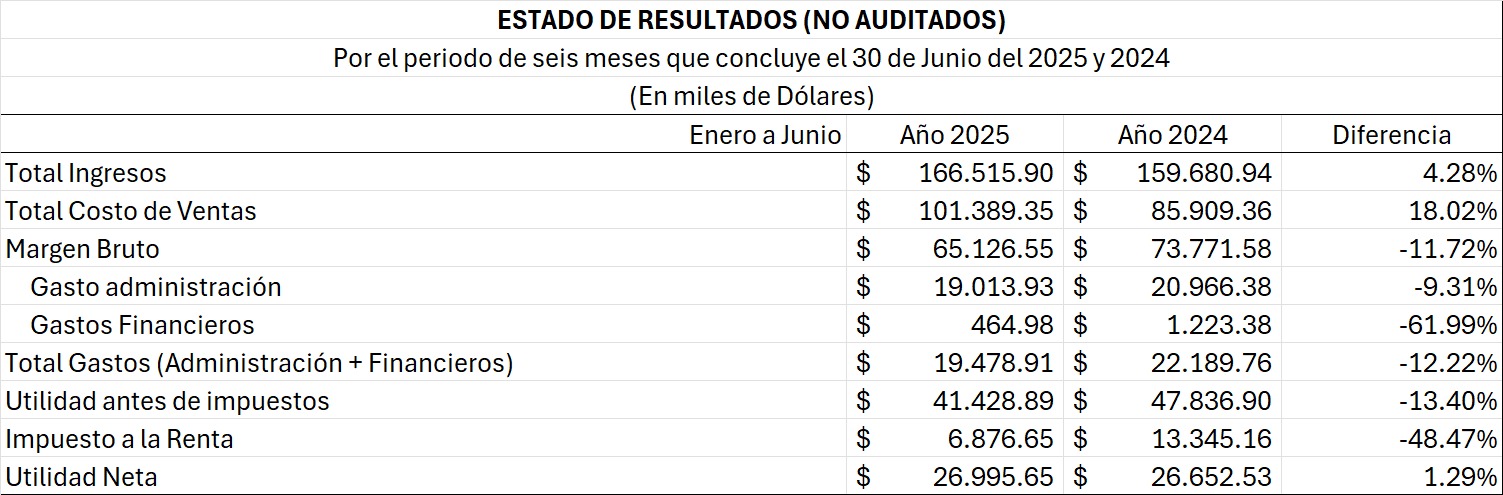 ESTADO DE RESULTADOS (NO AUDITADOS)
Por el periodo de seis meses que concluye el 30 de Junio del 2025 y 2024
(En miles de Dólares)
Enero a Junio Año 2025 Año 2024 Diferencia
Total Ingresos $ 166.515.90 $ 159.680.94 4.28%
Total Costo de Ventas $ 101.389.35 $ 85.909.36 18.02%
Margen Bruto $ 65.126.55 $ 73.771.58 -11.72%
Gasto administración $ 19.013.93 $ 20.966.38 -9.31%
Gastos Financieros $ 464.98 $ 1.223.38 -61.99%
Total Gastos (Administración + Financieros) $ 19.478.91 $ 22.189.76 -12.22%
Utilidad antes de impuestos $ 41.428.89 $ 47.836.90 -13.40%
Impuesto a la Renta $ 6.876.65 $ 13.345.16 -48.47%
Utilidad Neta $ 26.995.65 $ 26.652.53 1.29%